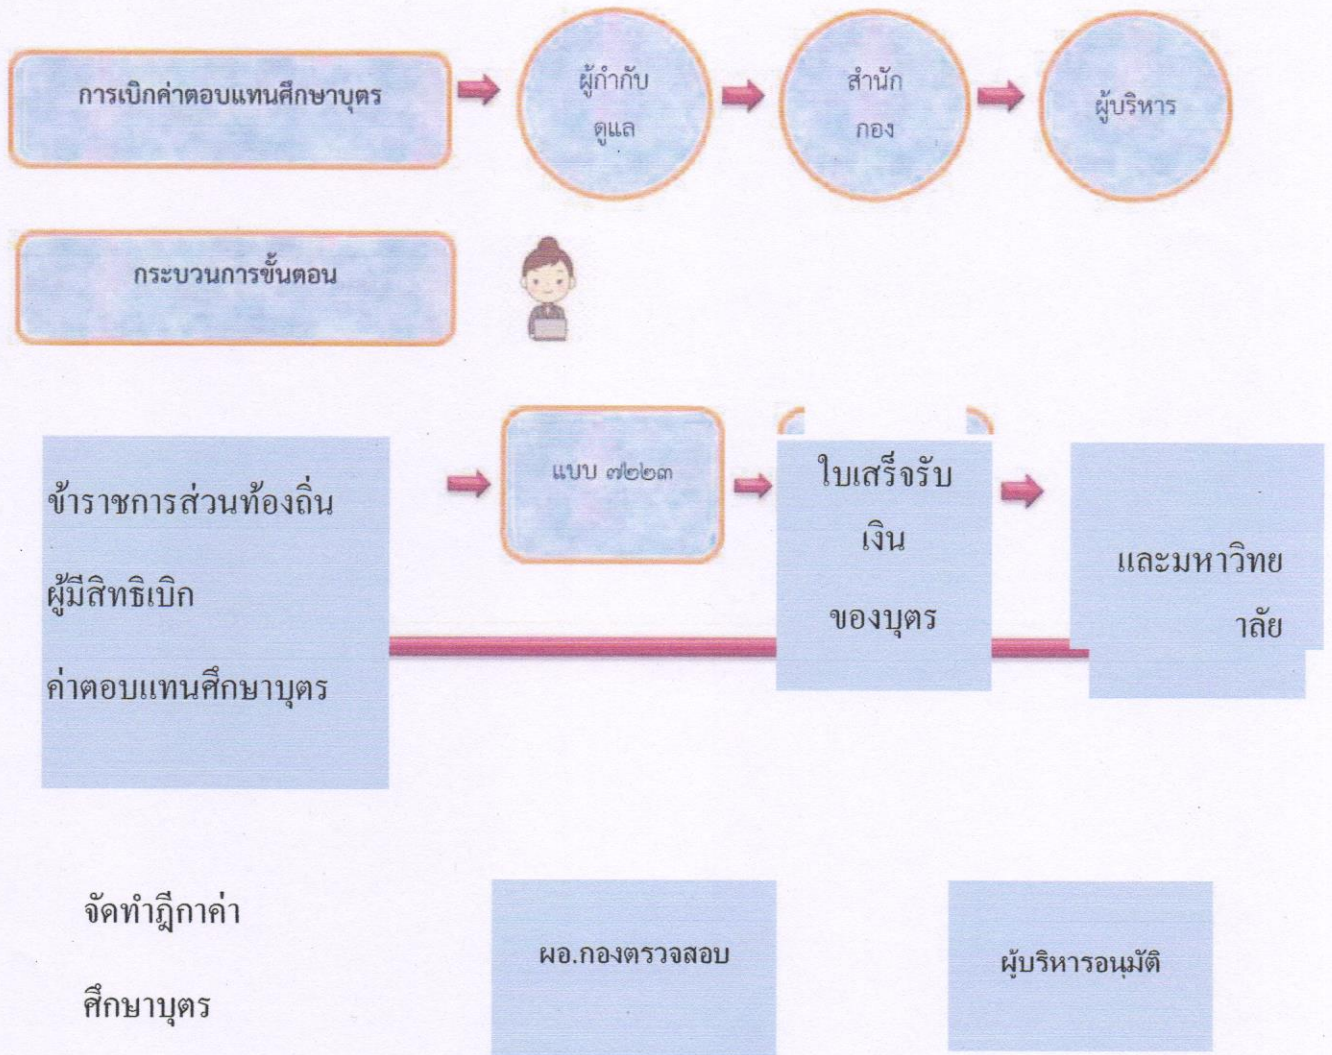 การเบิกค่าตอบแทนศึกษาบุตร
ผู้กำกับ
ดูแล
สำนัก
กอง
ผู้บริหาร
กระบวนการขั้นตอน
ข้าราชการส่วนท้องถิ่น
ผู้มีสิทธิเบิก
ค่าตอบแทนศึกษาบุตร
แบบ ๗๒๒๓
ใบเสร็จรับ
เงิน
ของบุตร
และมหาวิทย
าลัย
จัดทำฎีกาค่า
ศึกษาบุตร
ผอ.กองตรวจสอบ
ผู้บริหารอนุมัติ